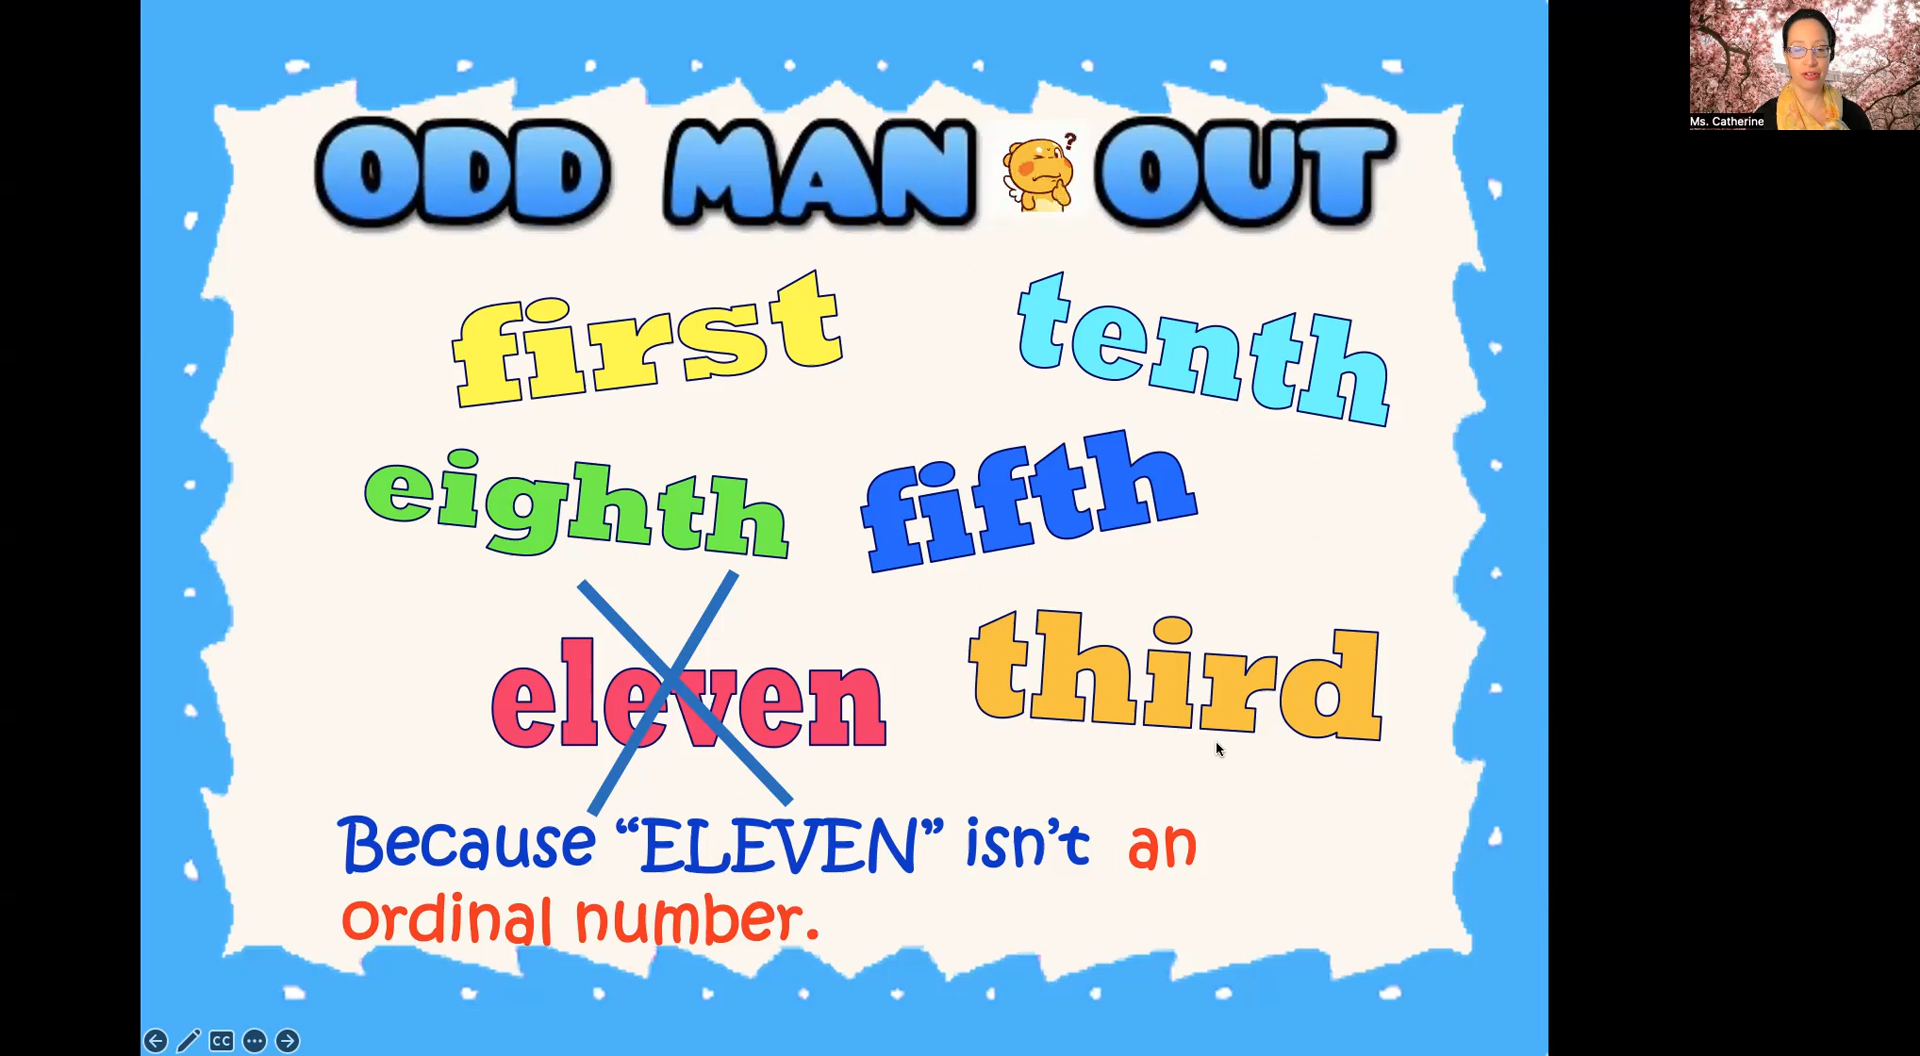 ODD MAN ? OUT
first tenth
eighth fifth
eleven third
Because “ELEVEN” isn’t an
ordinal number.
Ms. Catherine
CC